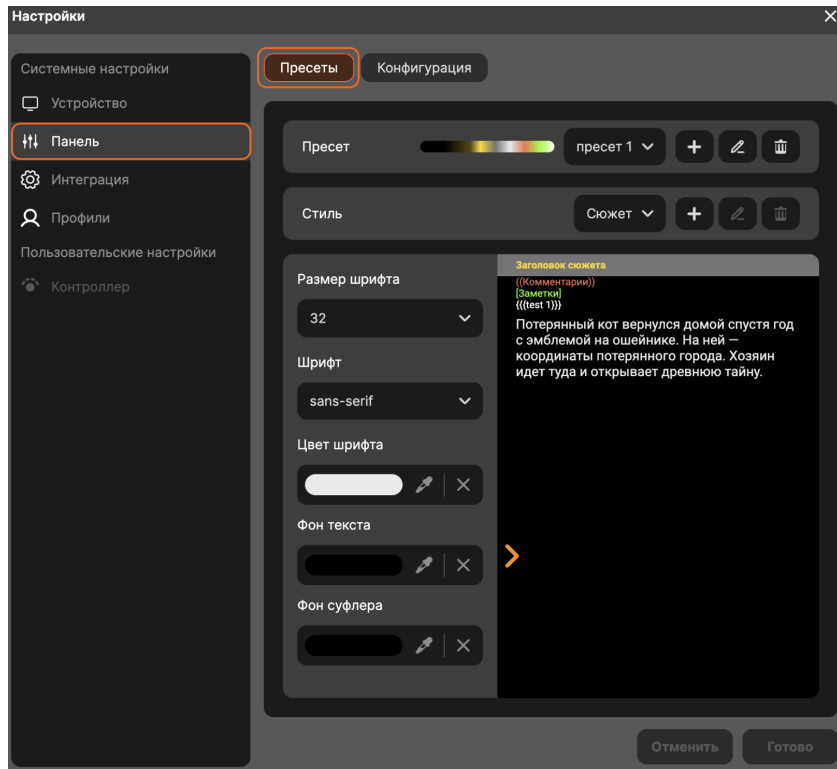 Настройки
Системные настройки
Устройство
Панель
Интеграция
Профили
Пользовательские настройки
Контроллер
Пресеты
Конфигурация
Пресет
пресет 1
Стиль
Сюжет
Размер шрифта
32
Шрифт
sans-serif
Цвет шрифта
Фон текста
Фон суфлера
Заголовок сюжета
((Комментарии))
[Заметки]
{{{test 1}}}
Потерянный кот вернулся домой спустя год
с эмблемой на ошейнике. На ней —
координаты потерянного города. Хозяин
идет туда и открывает древнюю тайну.
Отменить
Готово